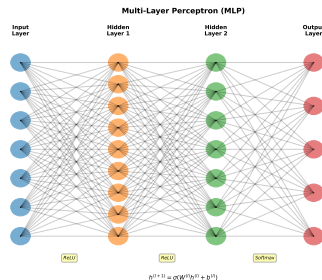 Multi-Layer Perceptron (MLP)
Input
Layer
Hidden
Layer 1
Hidden
Layer 2
Output
Layer
ReLU
ReLU
Softmax
h^(l+1) = σ(W^(l)h^(l) + b^(l))